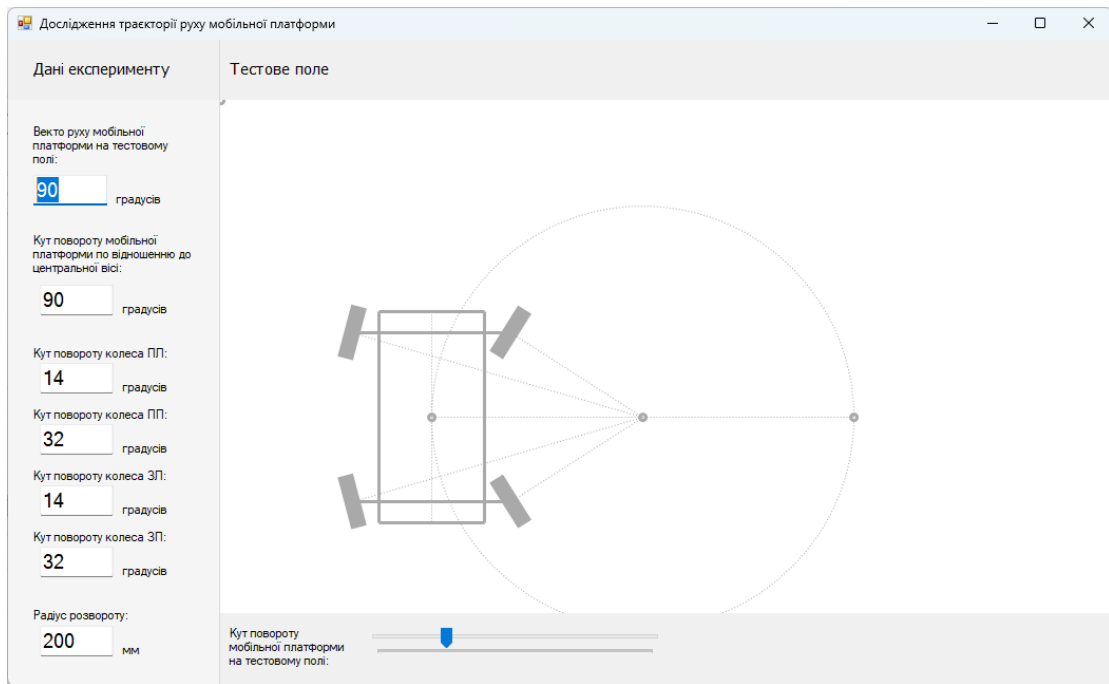 Дослідження траєкторії руху мобільної платформи
Дані експерименту
Тестове поле
Векто руху мобільної
платформи на тестовому
полі:
90 градусів
Кут повороту мобільної
платформи по відношенню до
центральної вісі:
90 градусів
Кут повороту колеса ПЛ:
14 градусів
Кут повороту колеса ПП:
32 градусів
Кут повороту колеса ЗЛ:
14 градусів
Кут повороту колеса ЗП:
32 градусів
Радіус розвороту:
200 мм
Кут повороту
мобільної платформи
на тестовому полі: